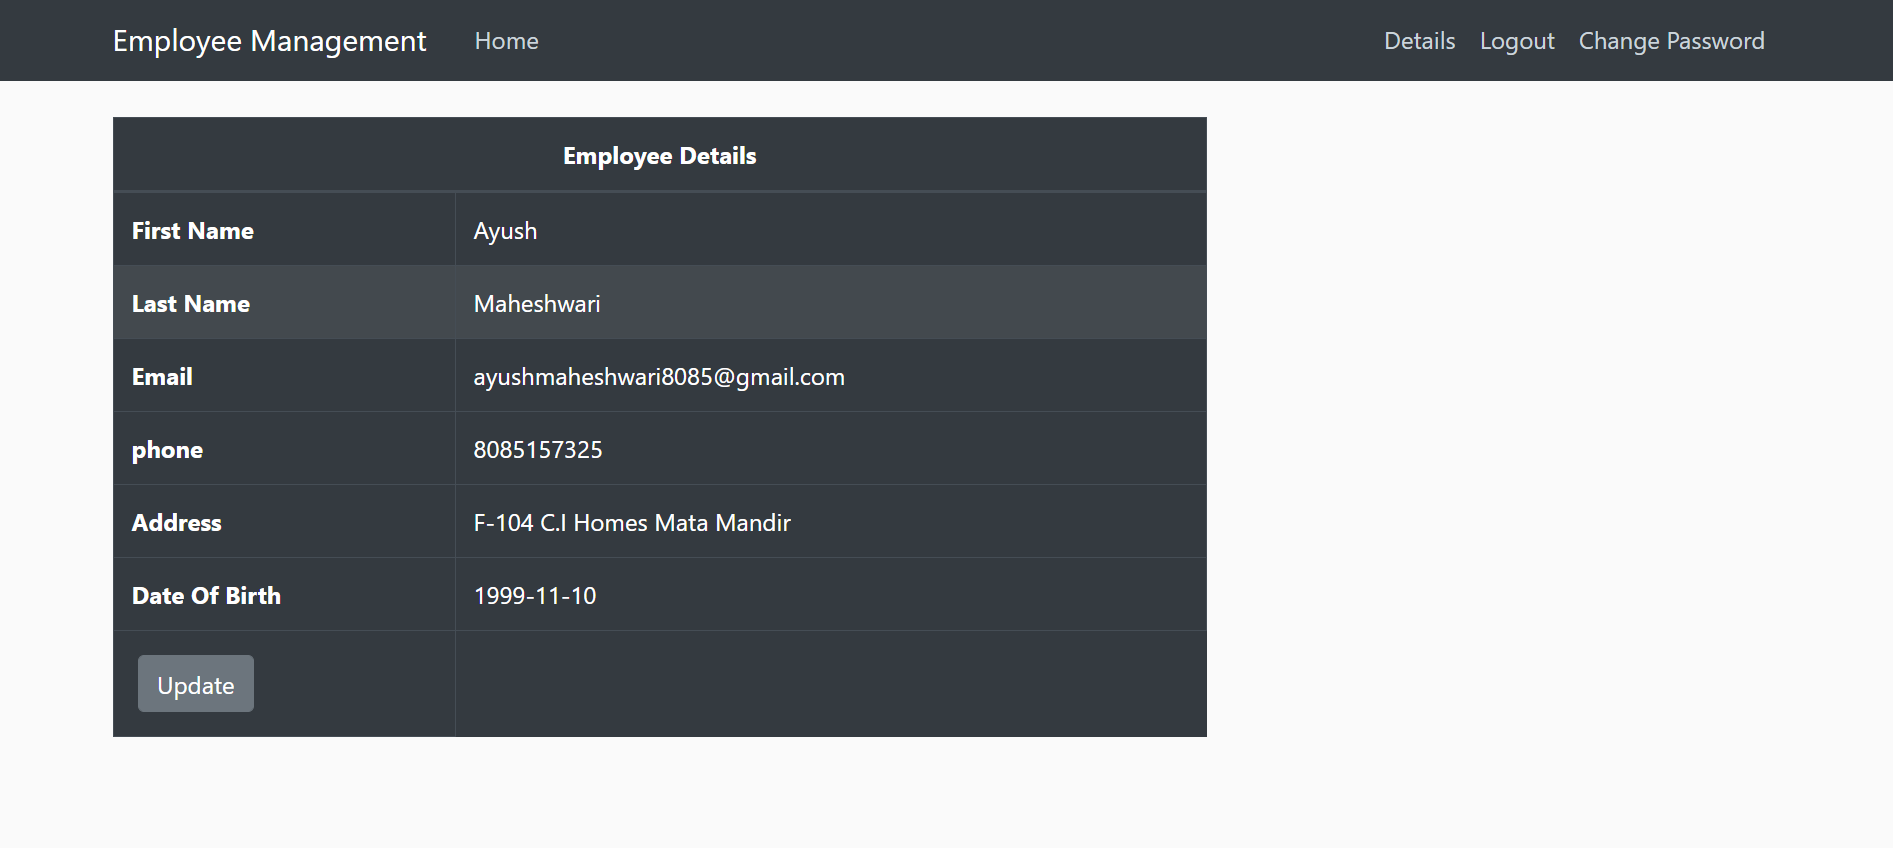 Employee Management Home Details Logout Change Password
Employee Details
First Name Ayush
Last Name Maheshwari
Email ayushmaheshwari8085@gmail.com
phone 8085157325
Address F-104 C.I Homes Mata Mandir
Date Of Birth 1999-11-10
Update